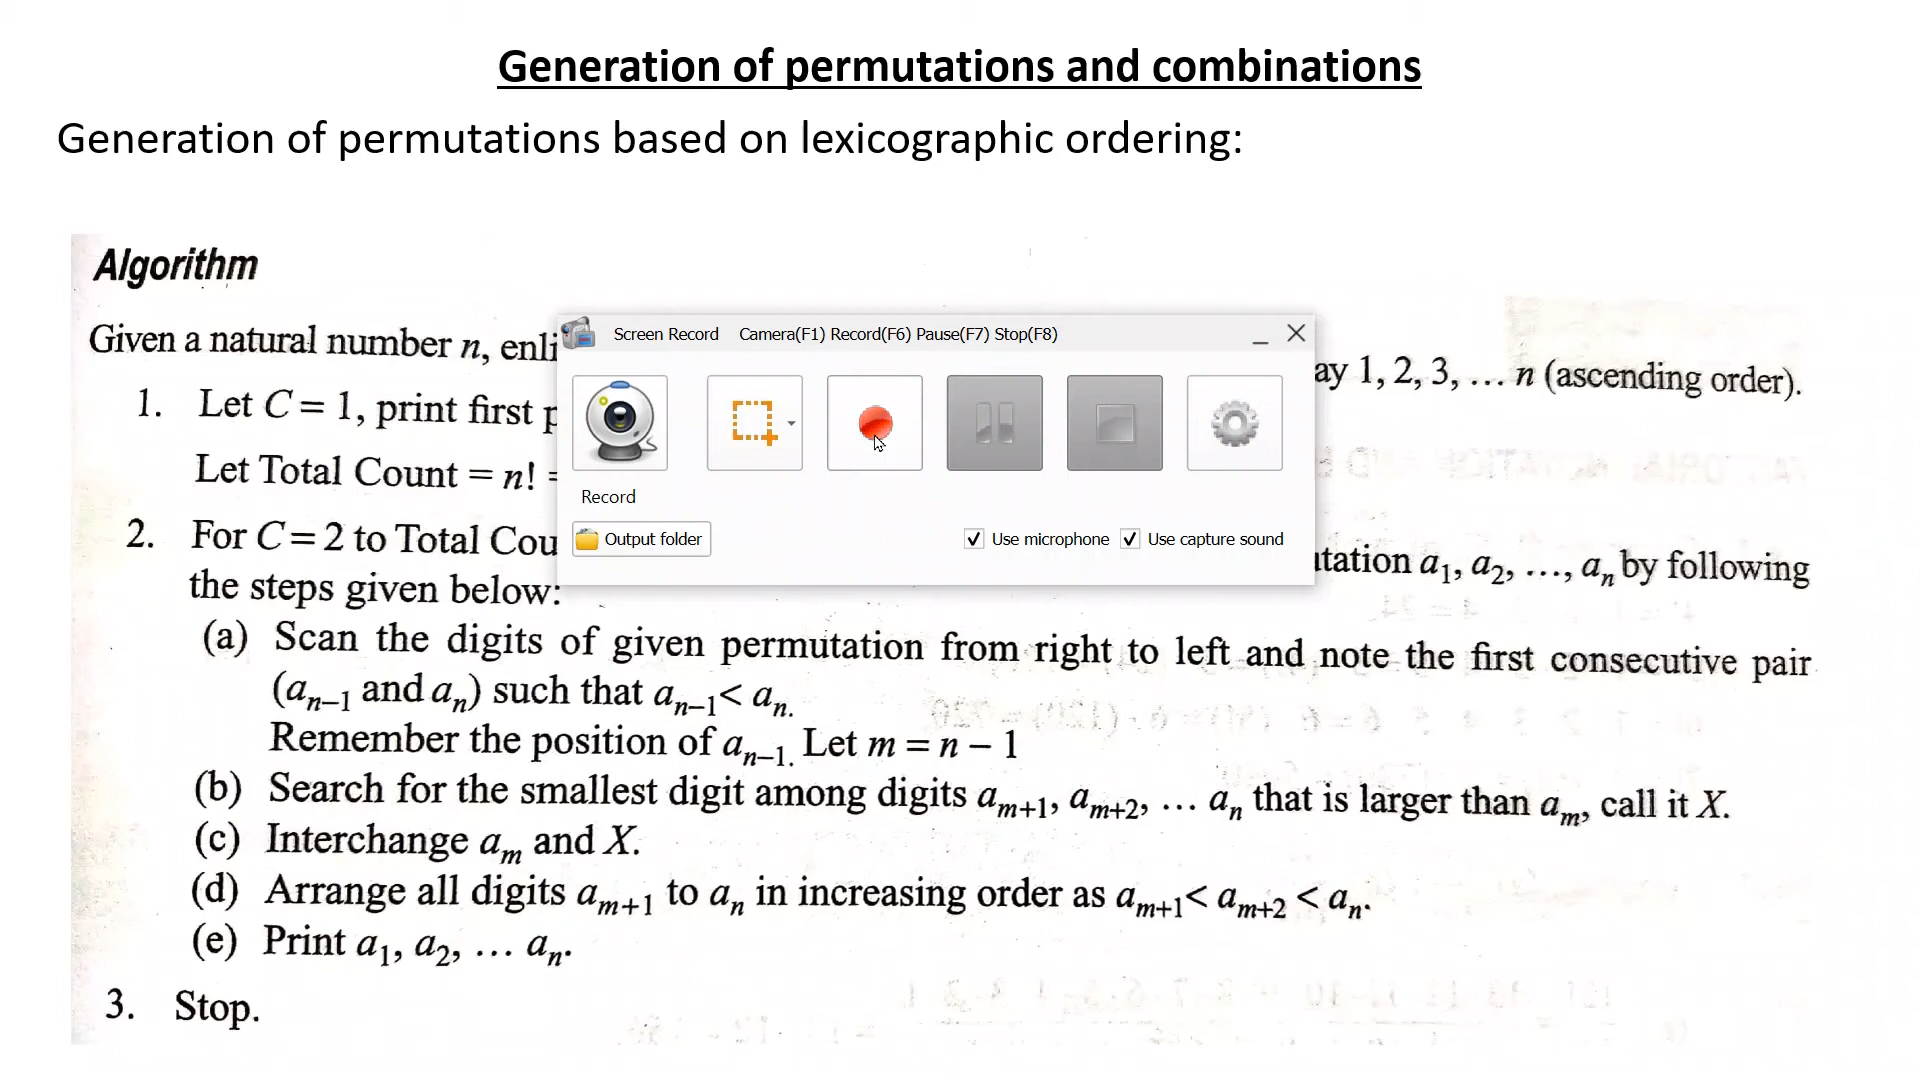 Generation of permutations and combinations
Generation of permutations based on lexicographic ordering:
Algorithm
Given a natural number n, enli
ay 1, 2, 3, … n (ascending order).
1. Let C = 1, print first p
Let Total Count = n! =
2. For C = 2 to Total Cou
tation a₁, a₂, …, aₙ by following
the steps given below:
Screen Record Camera(F1) Record(F6) Pause(F7) Stop(F8)
Record
Output folder
Use microphone Use capture sound
(a) Scan the digits of given permutation from right to left and note the first consecutive pair
(aₙ₋₁ and aₙ) such that aₙ₋₁< aₙ.
Remember the position of aₙ₋₁. Let m = n – 1
(b) Search for the smallest digit among digits aₘ₊₁, aₘ₊₂, … aₙ that is larger than aₘ, call it X.
(c) Interchange aₘ and X.
(d) Arrange all digits aₘ₊₁ to aₙ in increasing order as aₘ₊₁< aₘ₊₂ < aₙ.
(e) Print a₁, a₂, … aₙ.
3. Stop.